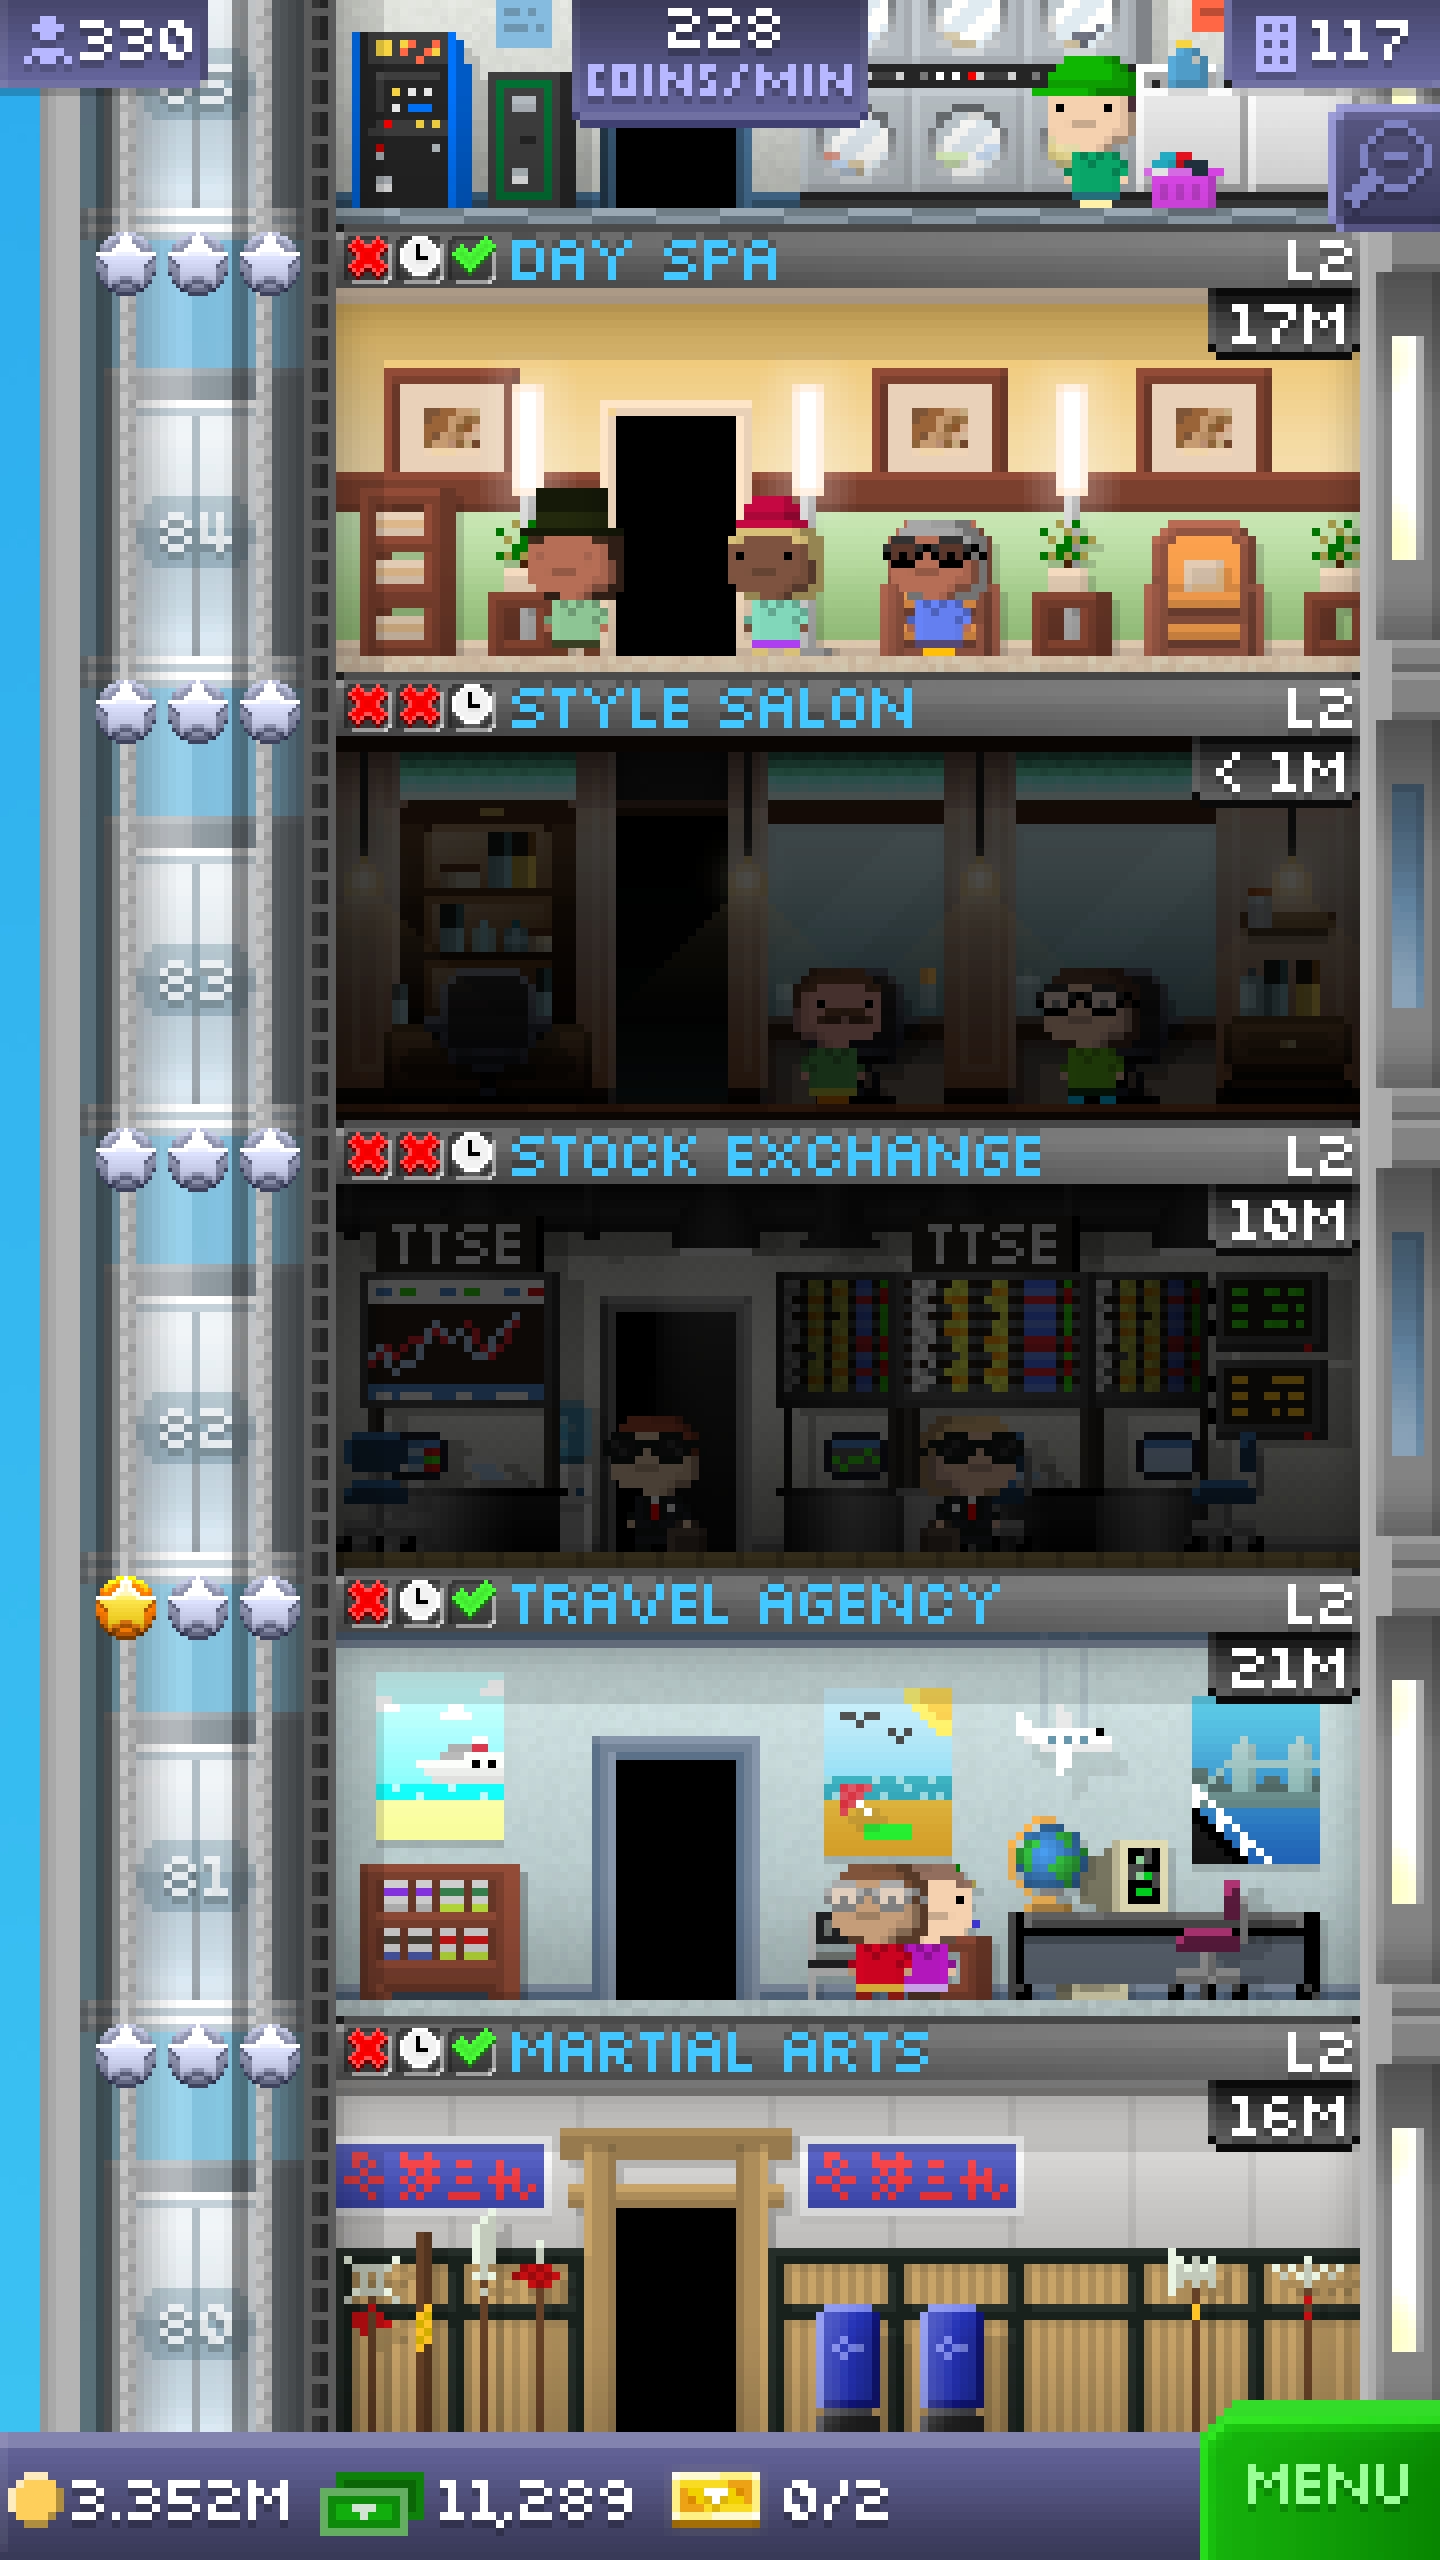 330
228
COINS/MIN
117
DAY SPA
L2
17M
84
STYLE SALON
L2
< 1M
83
STOCK EXCHANGE
L2
10M
TTSE
TTSE
82
TRAVEL AGENCY
L2
21M
81
MARTIAL ARTS
L2
16M
80
3.352M
11,289
0/2
MENU